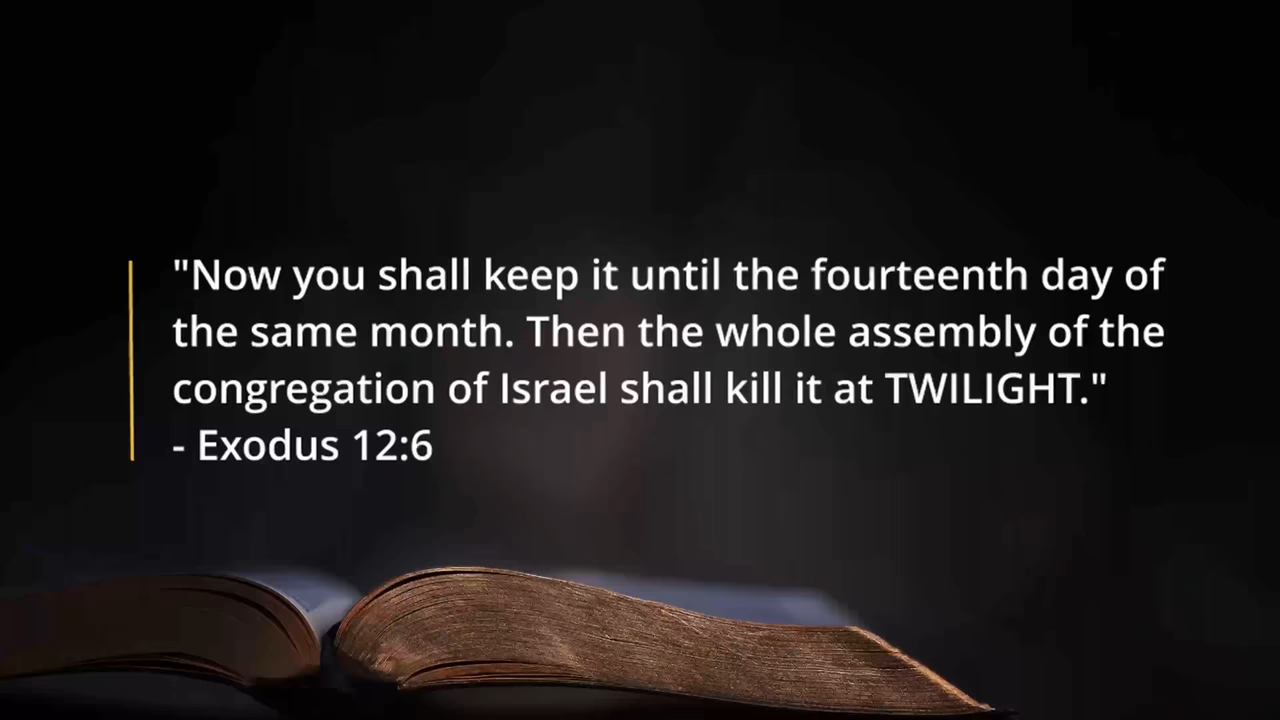 "Now you shall keep it until the fourteenth day of
the same month. Then the whole assembly of the
congregation of Israel shall kill it at TWILIGHT."
- Exodus 12:6